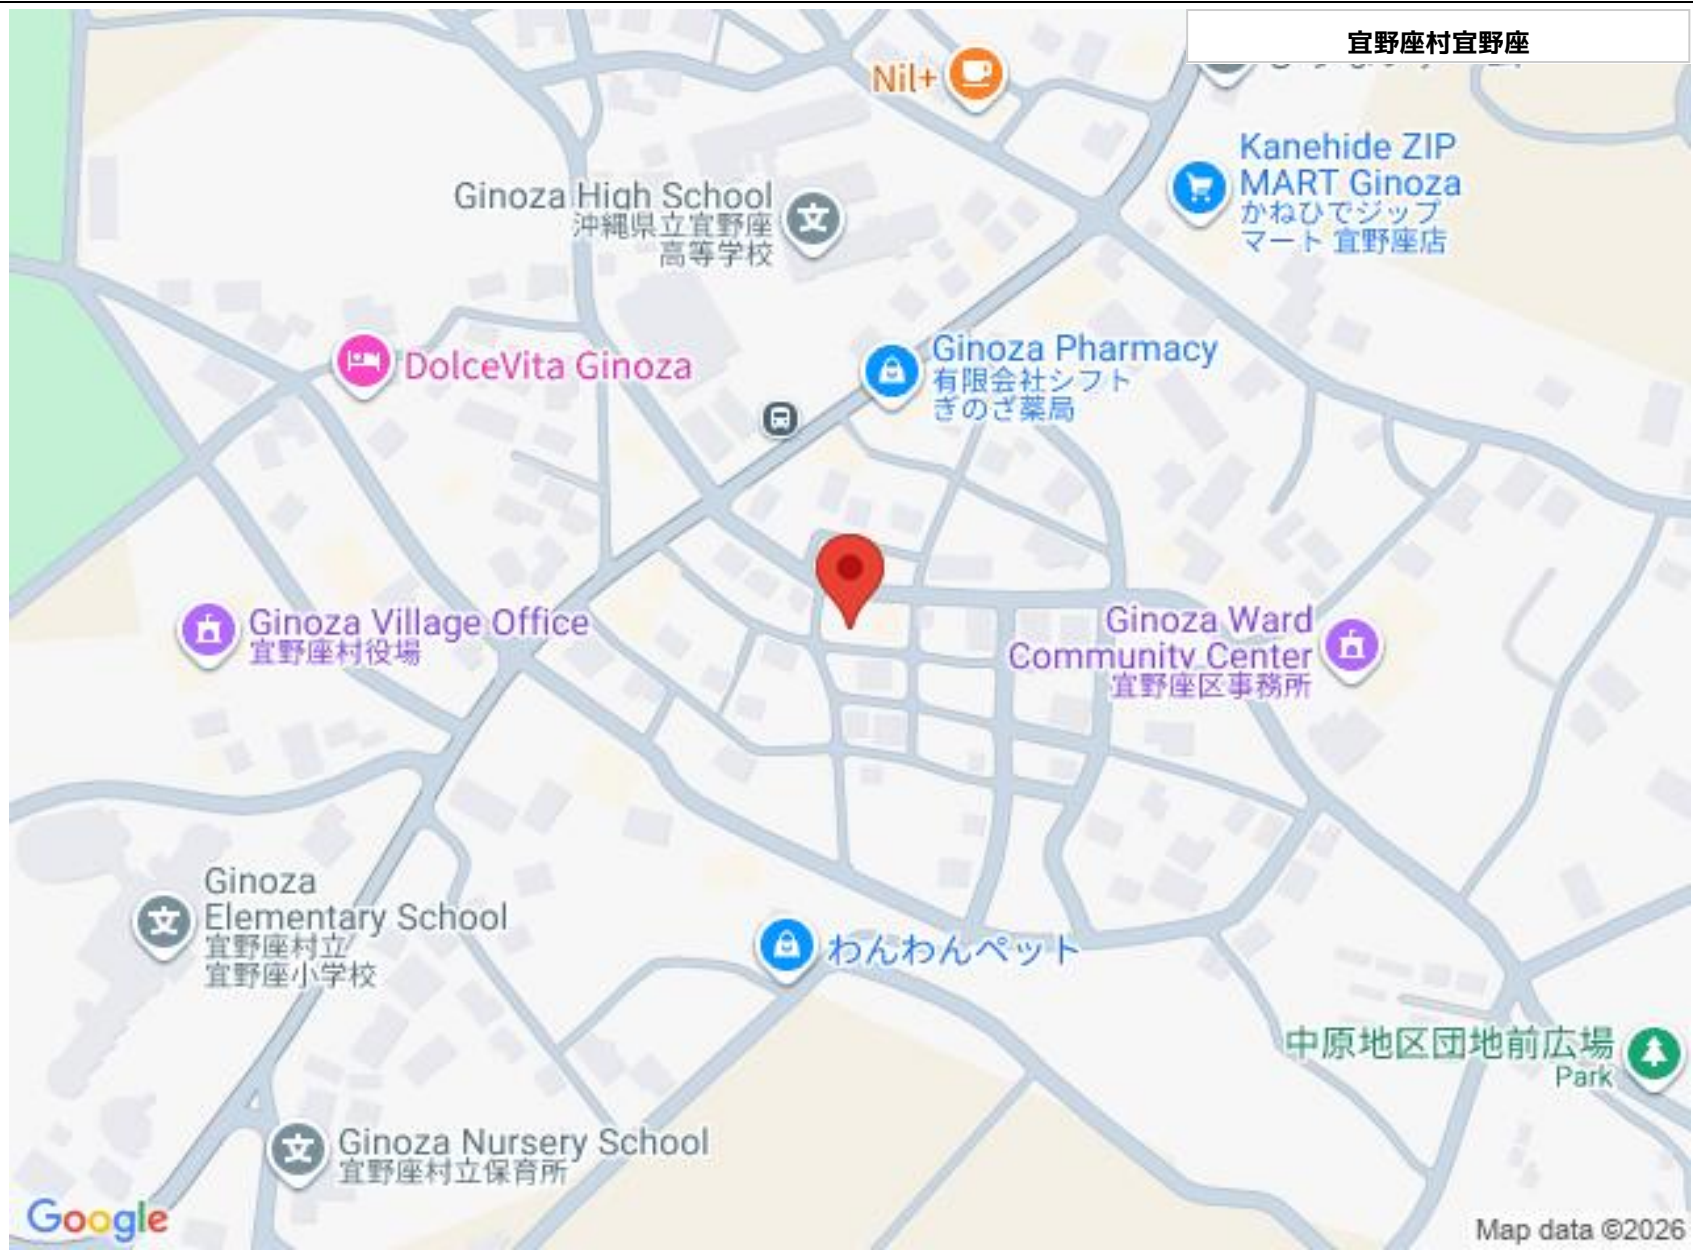 宜野座村宜野座
Nil+
Kanehide ZIP
MART Ginoza
かねひでジップ
マート 宜野座店
Ginoza High School
沖縄県立宜野座
高等学校
Ginoza Pharmacy
有限会社シフト
ぎのざ薬局
DolceVita Ginoza
Ginoza Village Office
宜野座村役場
Ginoza Ward
Community Center
宜野座区事務所
Ginoza
Elementary School
宜野座村立
宜野座小学校
わんわんペット
中原地区団地前広場
Park
Ginoza Nursery School
宜野座村立保育所
Google
Map data ©2026